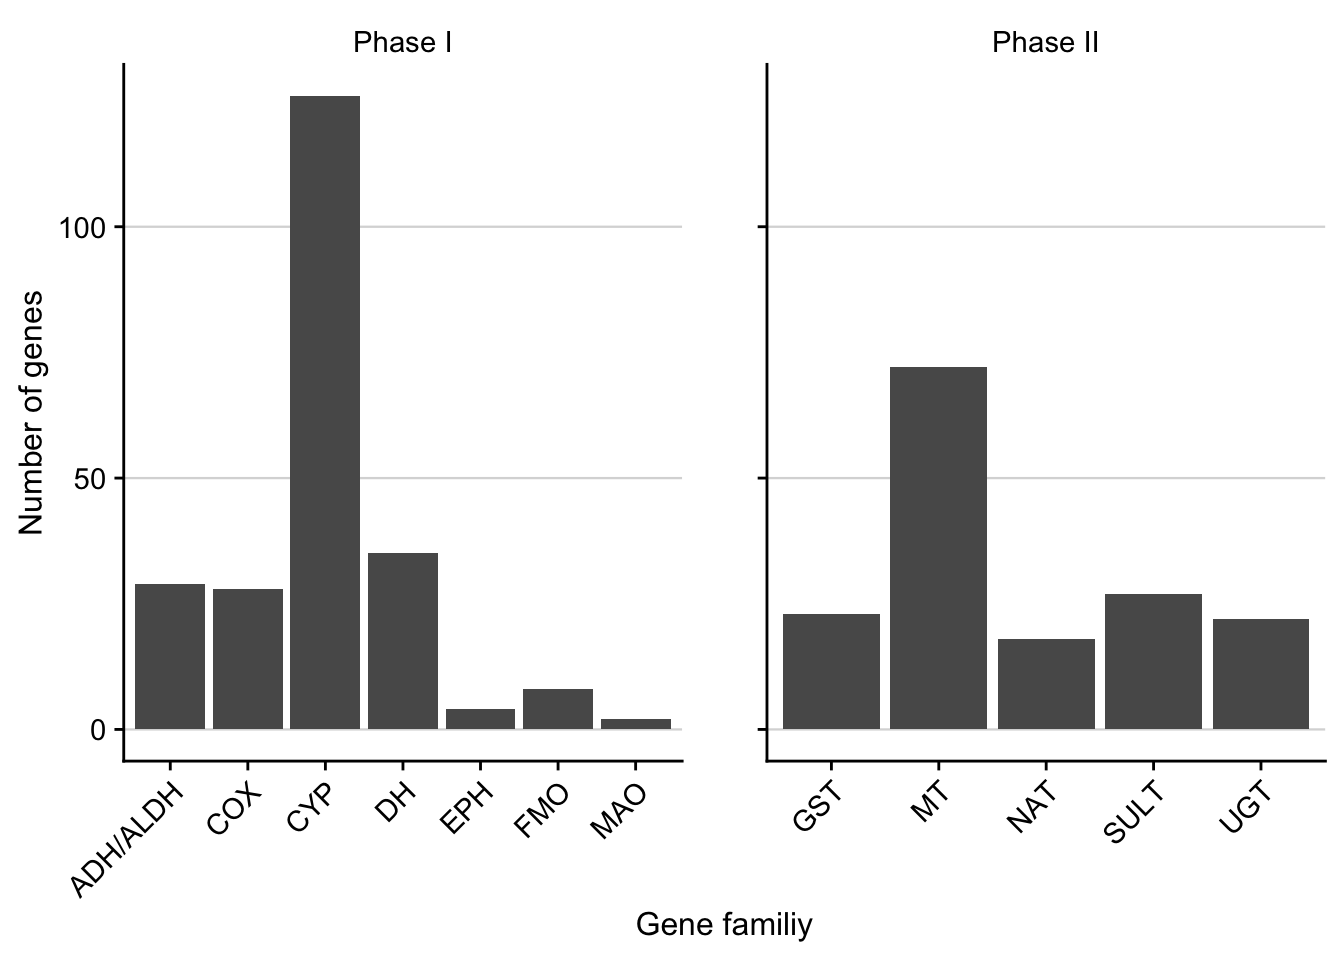 Phase I
Phase II
Number of genes
100
50
0
ADH/ALDH
COX
CYP
DH
EPH
FMO
MAO
GST
MT
NAT
SULT
UGT
Gene familiy